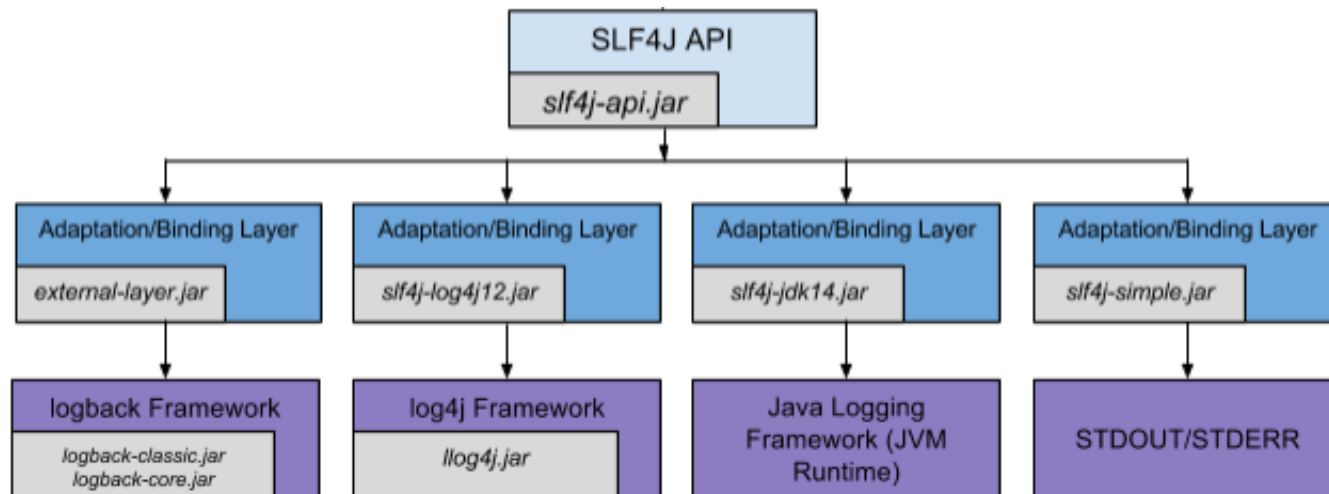 SLF4J API
slf4j-api.jar
Adaptation/Binding Layer
external-layer.jar
Adaptation/Binding Layer
slf4j-log4j12.jar
Adaptation/Binding Layer
slf4j-jdk14.jar
Adaptation/Binding Layer
slf4j-simple.jar
logback Framework
logback-classic.jar
logback-core.jar
log4j Framework
llog4j.jar
Java Logging
Framework (JVM
Runtime)
STDOUT/STDERR